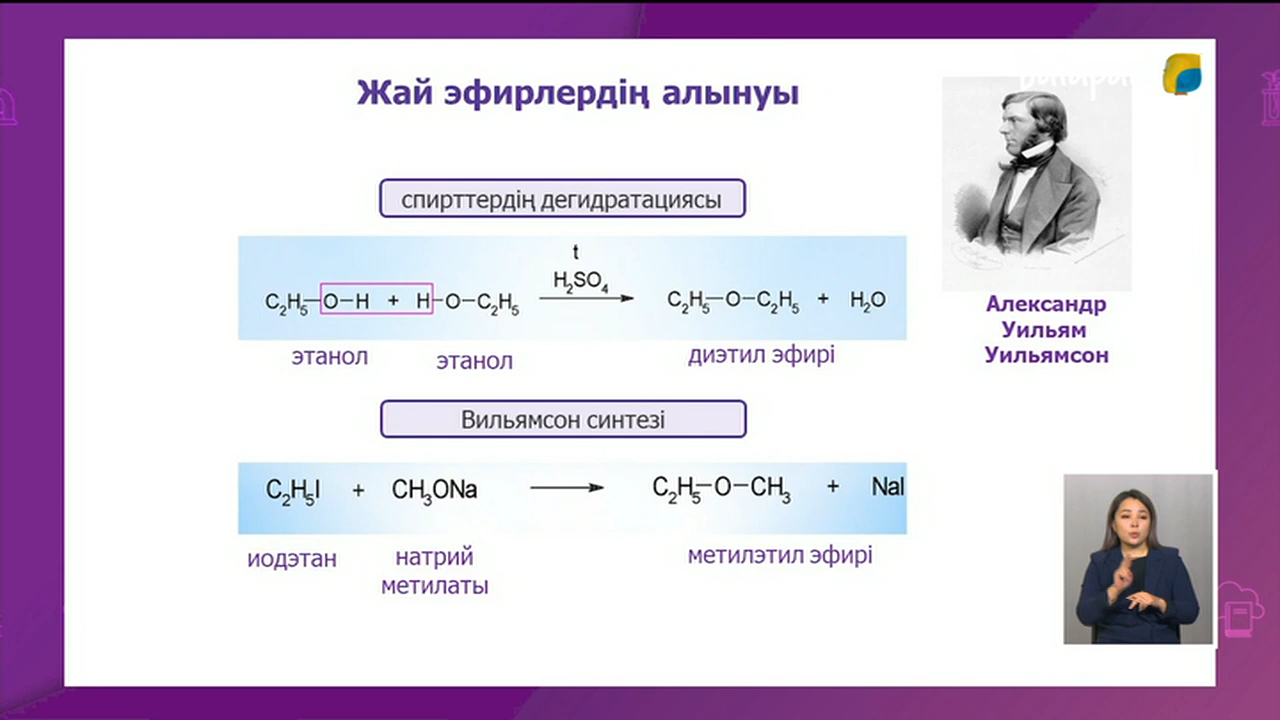 Жай эфирлердің алынуы
спирттердің дегидратациясы
t
H₂SO₄
C₂H₅—O—H + H—O—C₂H₅ → C₂H₅—O—C₂H₅ + H₂O
этанол этанол диэтил эфирі
Вильямсон синтезі
C₂H₅I + CH₃ONa → C₂H₅—O—CH₃ + NaI
иодэтан натрий метилэтил эфирі
метилаты
Александр
Уильям
Уильямсон